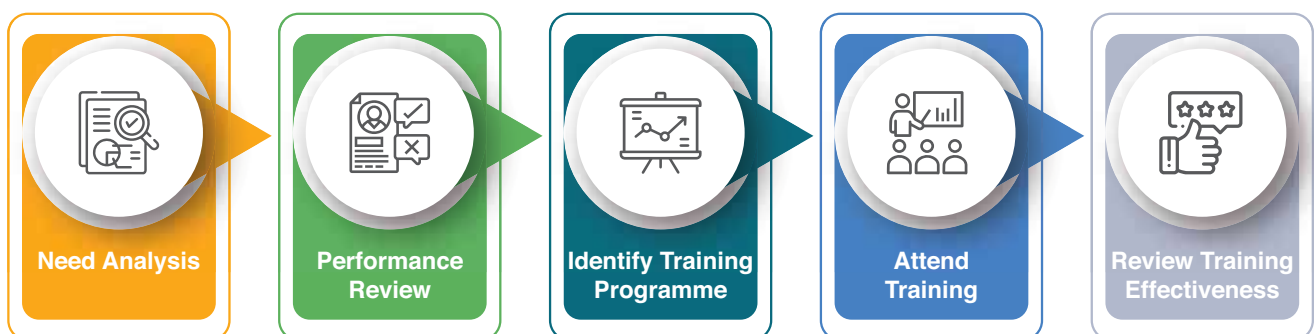 Need Analysis
Performance
Review
Identify Training
Programme
Attend
Training
Review Training
Effectiveness